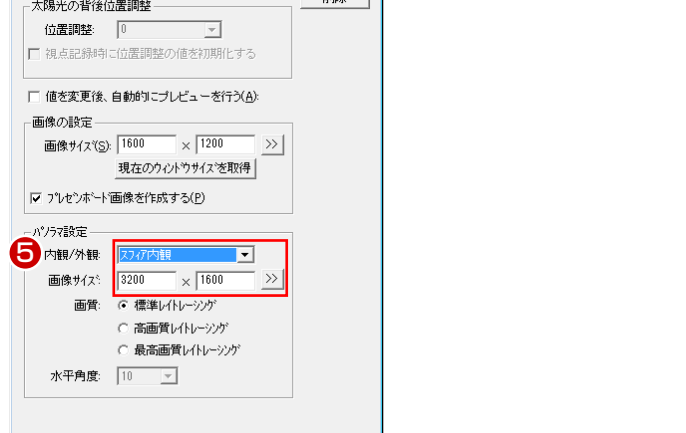 太陽光の背後位置調整
削除
位置調整: 0
視点記録時に位置調整の値を初期化する
値を変更後、自動的にプレビューを行う(A):
画像の設定
画像サイズ(S): 1600 × 1200 >>
現在のウィンドウサイズを取得
プレゼンボード画像を作成する(P)
パノラマ設定
5 内観/外観: スフィア内観
画像サイズ: 3200 × 1600 >>
画質: 標準レイトレーシング
高画質レイトレーシング
最高画質レイトレーシング
水平角度: 10